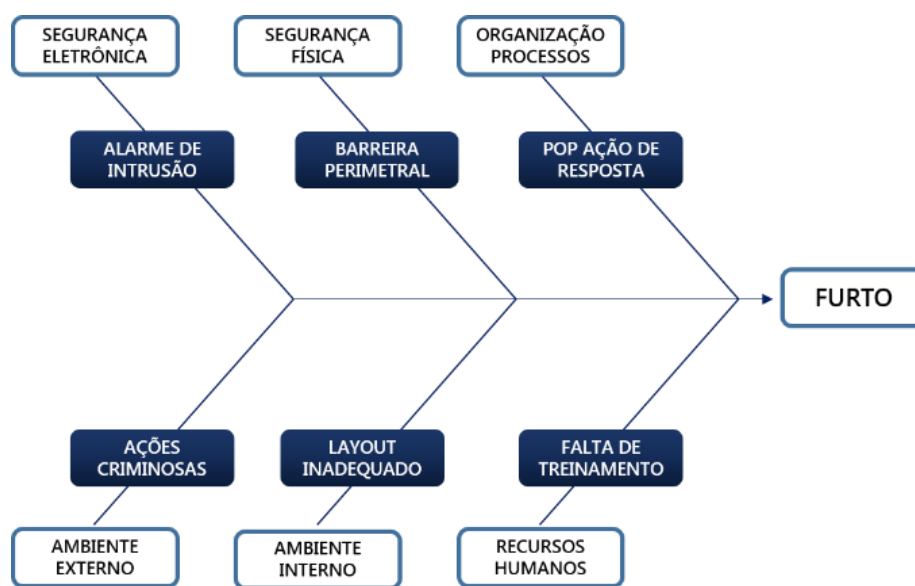 SEGURANÇA
ELETRÔNICA
SEGURANÇA
FÍSICA
ORGANIZAÇÃO
PROCESSOS
ALARME DE
INTRUSÃO
BARREIRA
PERIMETRAL
POP AÇÃO DE
RESPOSTA
FURTO
AÇÕES
CRIMINOSAS
LAYOUT
INADEQUADO
FALTA DE
TREINAMENTO
AMBIENTE
EXTERNO
AMBIENTE
INTERNO
RECURSOS
HUMANOS